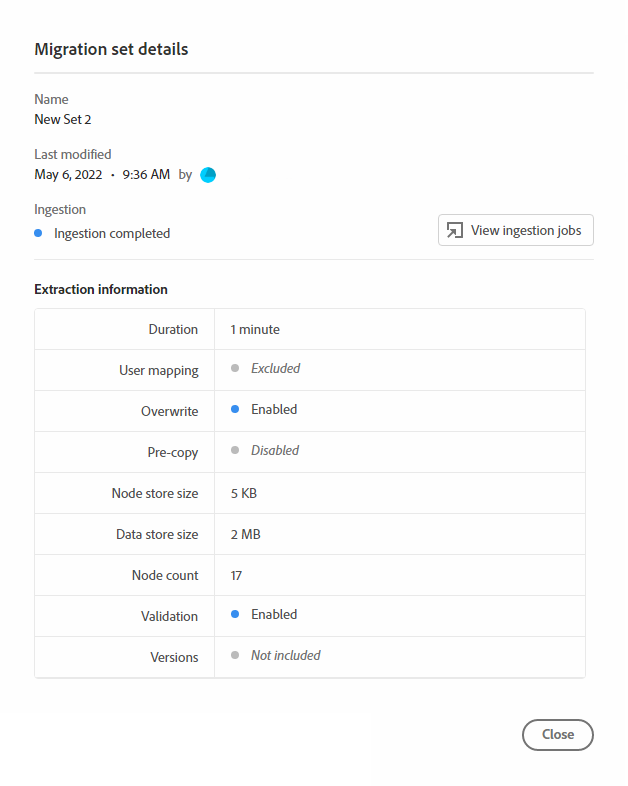 Migration set details
Name
New Set 2
Last modified
May 6, 2022 • 9:36 AM by
Ingestion
Ingestion completed
View ingestion jobs
Extraction information
Duration 1 minute
User mapping Excluded
Overwrite Enabled
Pre-copy Disabled
Node store size 5 KB
Data store size 2 MB
Node count 17
Validation Enabled
Versions Not included
Close